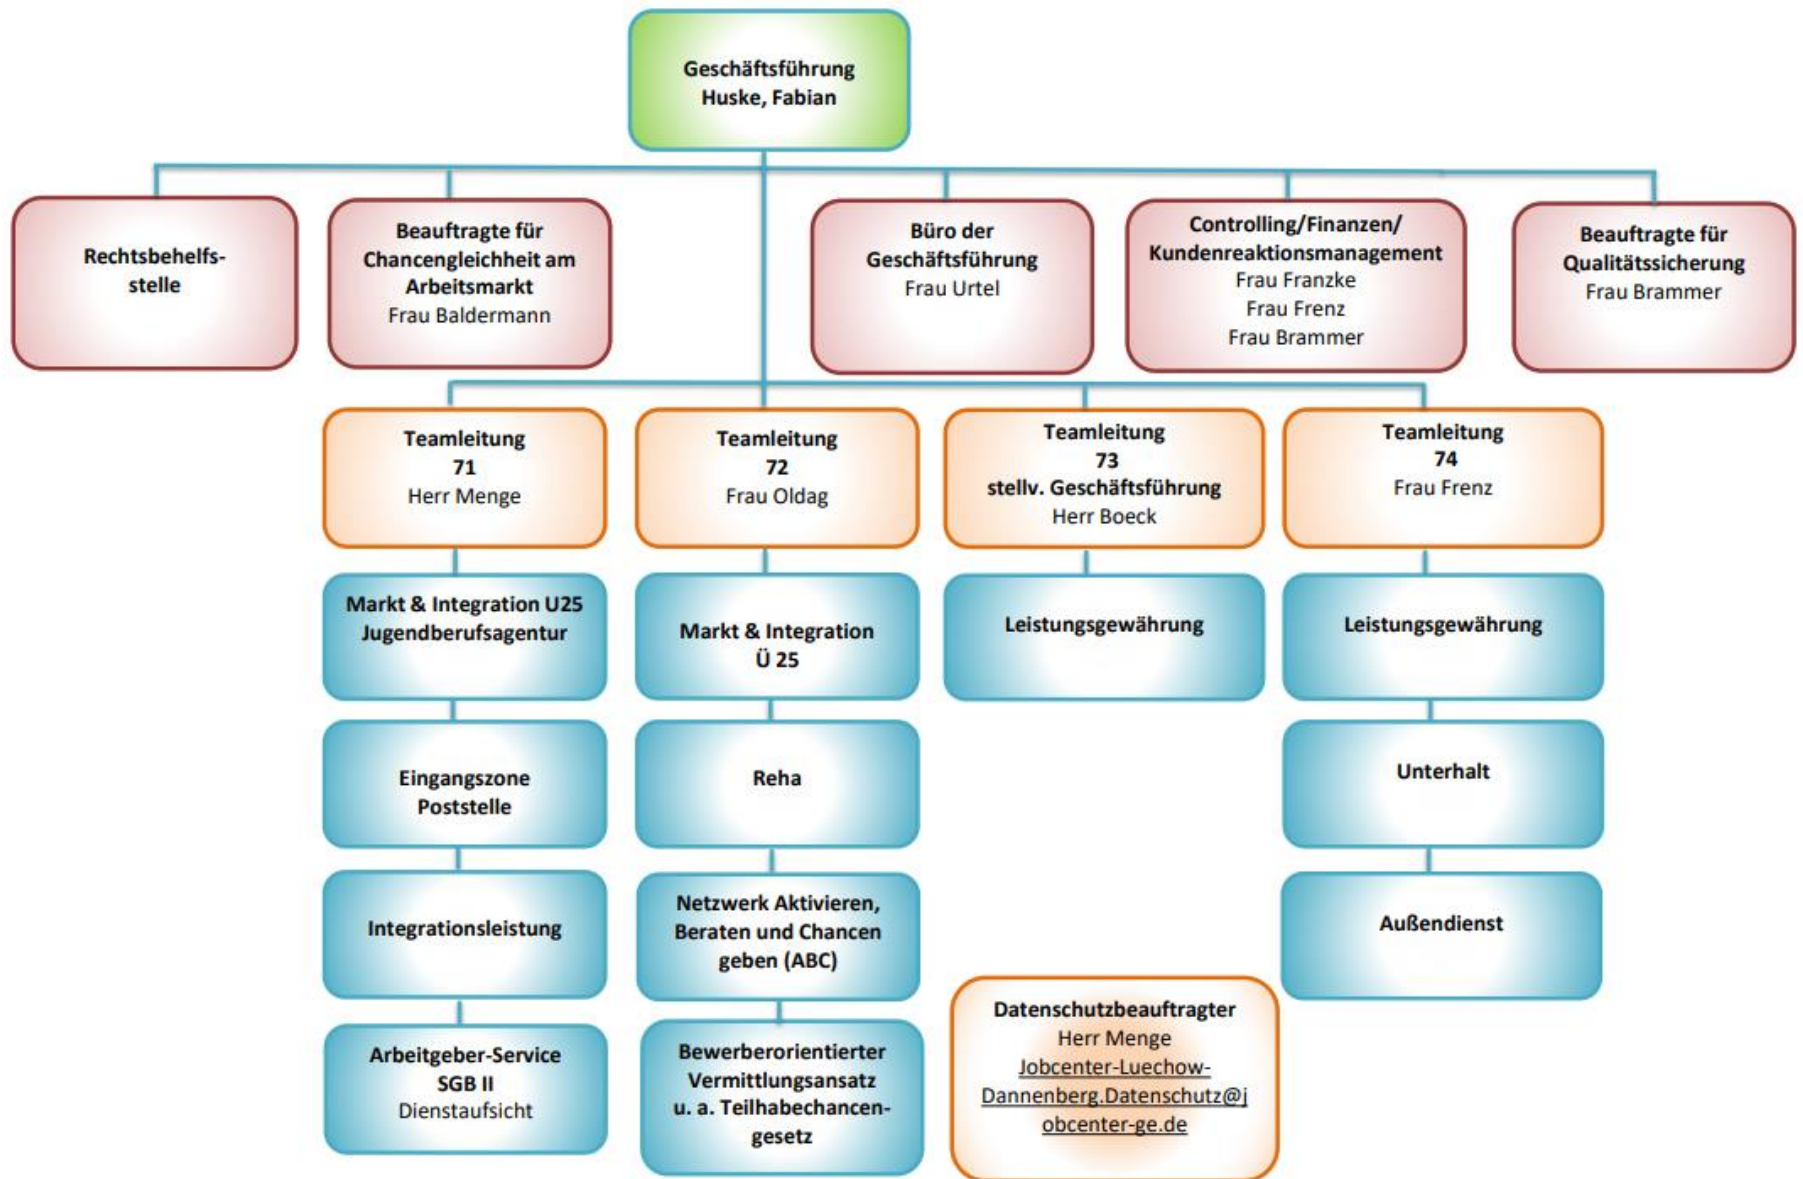 Geschäftsführung
Huske, Fabian
Rechtsbehelfs-
stelle
Beauftragte für
Chancengleichheit am
Arbeitsmarkt
Frau Baldermann
Büro der
Geschäftsführung
Frau Urtel
Controlling/Finanzen/
Kundenreaktionsmanagement
Frau Franzke
Frau Frenz
Frau Brammer
Beauftragte für
Qualitätssicherung
Frau Brammer
Teamleitung
71
Herr Menge
Teamleitung
72
Frau Oldag
Teamleitung
73
stellv. Geschäftsführung
Herr Boeck
Teamleitung
74
Frau Frenz
Markt & Integration U25
Jugendberufsagentur
Markt & Integration
Ü 25
Leistungsgewährung
Leistungsgewährung
Eingangszone
Poststelle
Reha
Unterhalt
Integrationsleistung
Netzwerk Aktivieren,
Beraten und Chancen
geben (ABC)
Außendienst
Arbeitgeber-Service
SGB II
Dienstaufsicht
Bewerberorientierter
Vermittlungsansatz
u. a. Teilhabechancen-
gesetz
Datenschutzbeauftragter
Herr Menge
Jobcenter-Luechow-
Dannenberg.Datenschutz@j
obcenter-ge.de